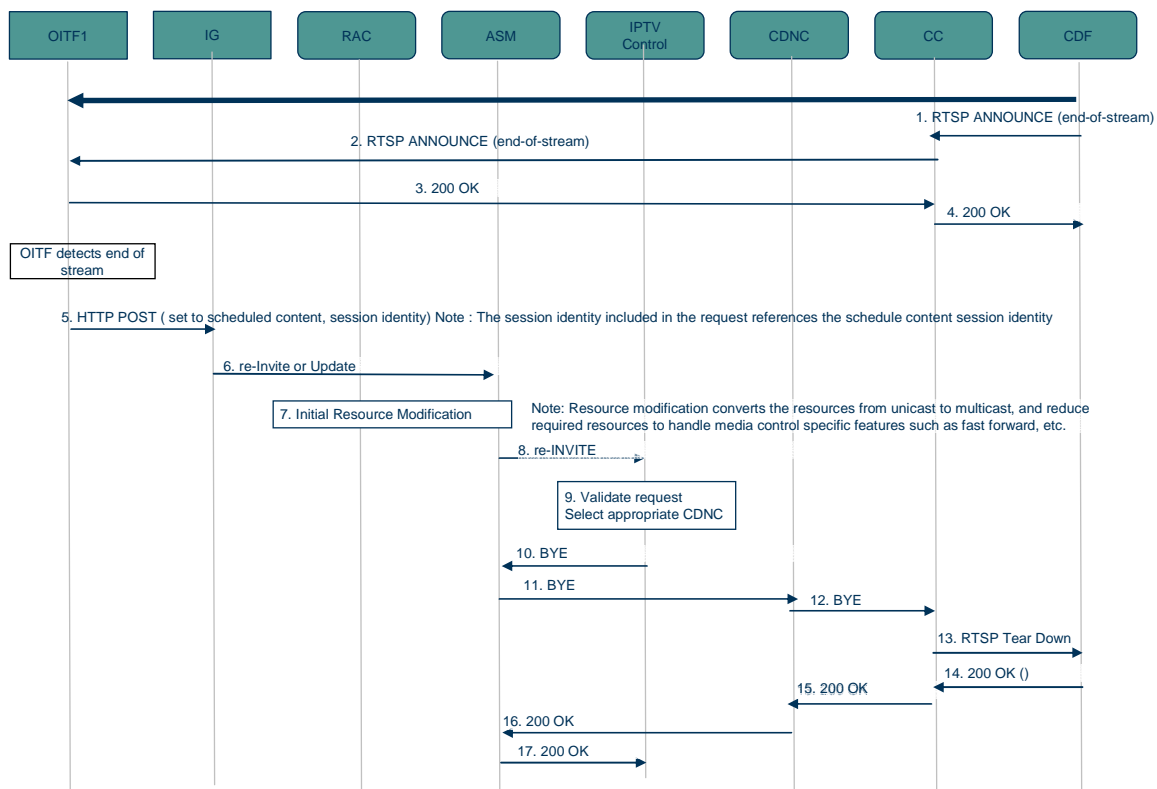 OITF1
IG
RAC
ASM
IPTV
Control
CDNC
CC
CDF
1. RTSP ANNOUNCE (end-of-stream)
2. RTSP ANNOUNCE (end-of-stream)
3. 200 OK
4. 200 OK
OITF detects end of
stream
5. HTTP POST ( set to scheduled content, session identity) Note : The session identity included in the request references the schedule content session identity
6. re-Invite or Update
7. Initial Resource Modification
Note: Resource modification converts the resources from unicast to multicast, and reduce
required resources to handle media control specific features such as fast forward, etc.
8. re-INVITE
9. Validate request
Select appropriate CDNC
10. BYE
11. BYE
12. BYE
13. RTSP Tear Down
14. 200 OK ()
15. 200 OK
16. 200 OK
17. 200 OK